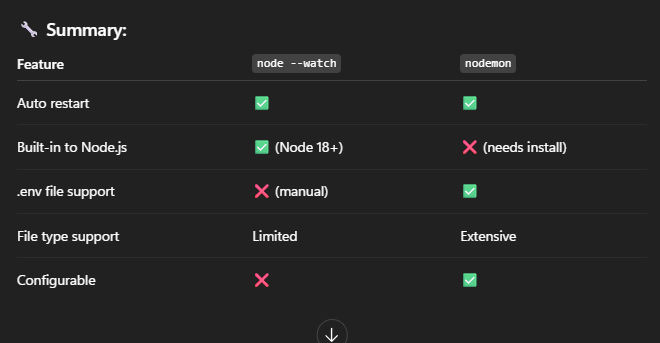 🔧 Summary:
Feature node --watch nodemon
Auto restart ✅ ✅
Built-in to Node.js ✅ (Node 18+) ❌ (needs install)
.env file support ❌ (manual) ✅
File type support Limited Extensive
Configurable ❌ ✅